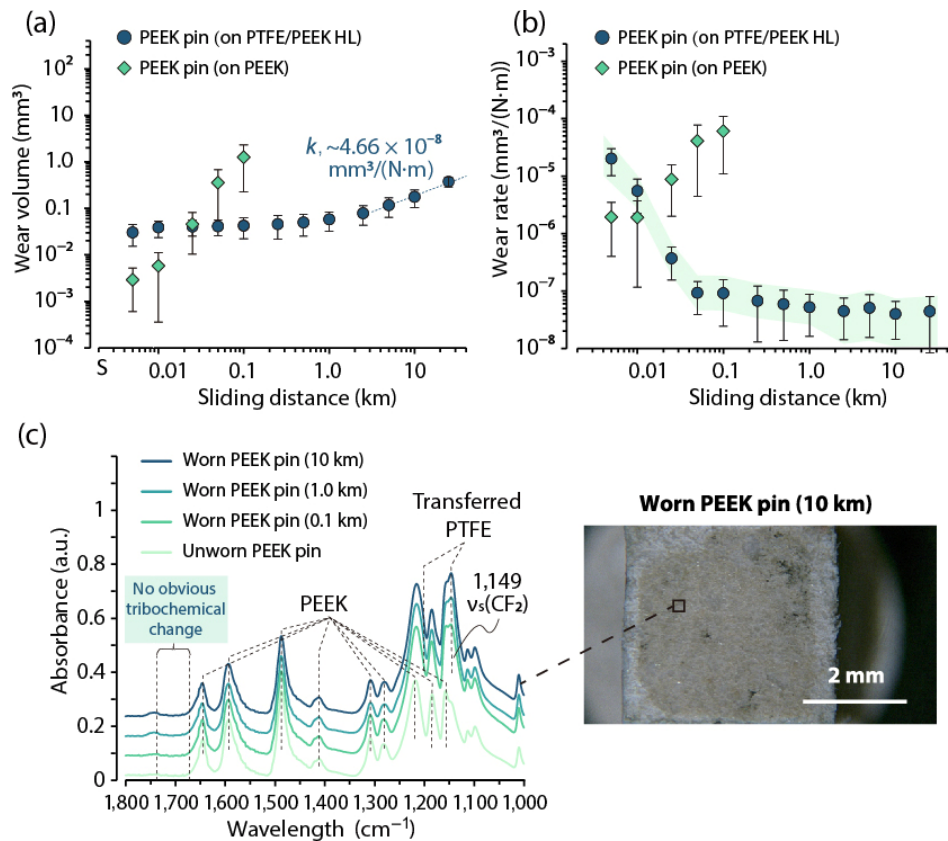 (a)
PEEK pin (on PTFE/PEEK HL)
PEEK pin (on PEEK)
Wear volume (mm³)
10²
10
1.0
0.1
10⁻²
10⁻³
10⁻⁴
k, ~4.66 × 10⁻⁸
mm³/(N·m)
S
0.01
0.1
1.0
10
Sliding distance (km)
(b)
PEEK pin (on PTFE/PEEK HL)
PEEK pin (on PEEK)
Wear rate (mm³/(N·m))
10⁻³
10⁻⁴
10⁻⁵
10⁻⁶
10⁻⁷
10⁻⁸
0.01
0.1
1.0
10
Sliding distance (km)
(c)
Worn PEEK pin (10 km)
Worn PEEK pin (1.0 km)
Worn PEEK pin (0.1 km)
Unworn PEEK pin
Absorbance (a.u.)
1
0.8
0.6
0.4
0.2
0
No obvious
tribochemical
change
PEEK
Transferred
PTFE
1,149
νₛ(CF₂)
1,800 1,700 1,600 1,500 1,400 1,300 1,200 1,100 1,000
Wavelength (cm⁻¹)
Worn PEEK pin (10 km)
2 mm